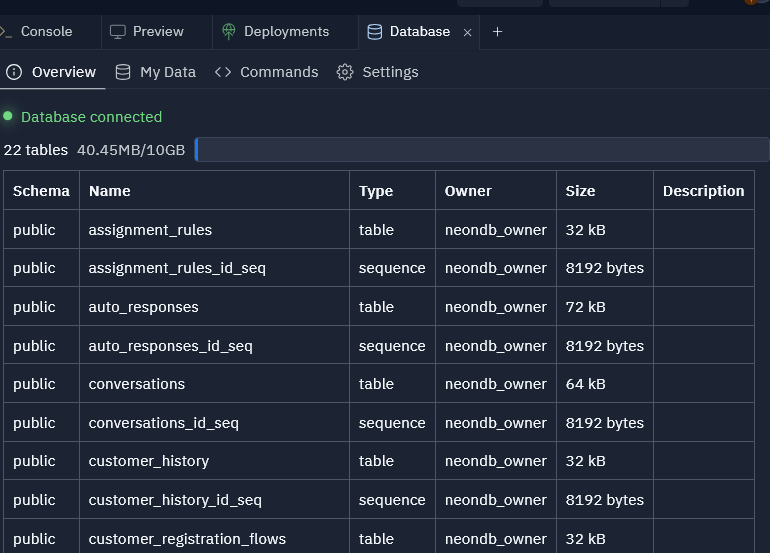 Console Preview Deployments Database × +
Overview My Data <> Commands Settings
Database connected
22 tables 40.45MB/10GB
Schema Name Type Owner Size Description
public assignment_rules table neondb_owner 32 kB
public assignment_rules_id_seq sequence neondb_owner 8192 bytes
public auto_responses table neondb_owner 72 kB
public auto_responses_id_seq sequence neondb_owner 8192 bytes
public conversations table neondb_owner 64 kB
public conversations_id_seq sequence neondb_owner 8192 bytes
public customer_history table neondb_owner 32 kB
public customer_history_id_seq sequence neondb_owner 8192 bytes
public customer_registration_flows table neondb_owner 32 kB